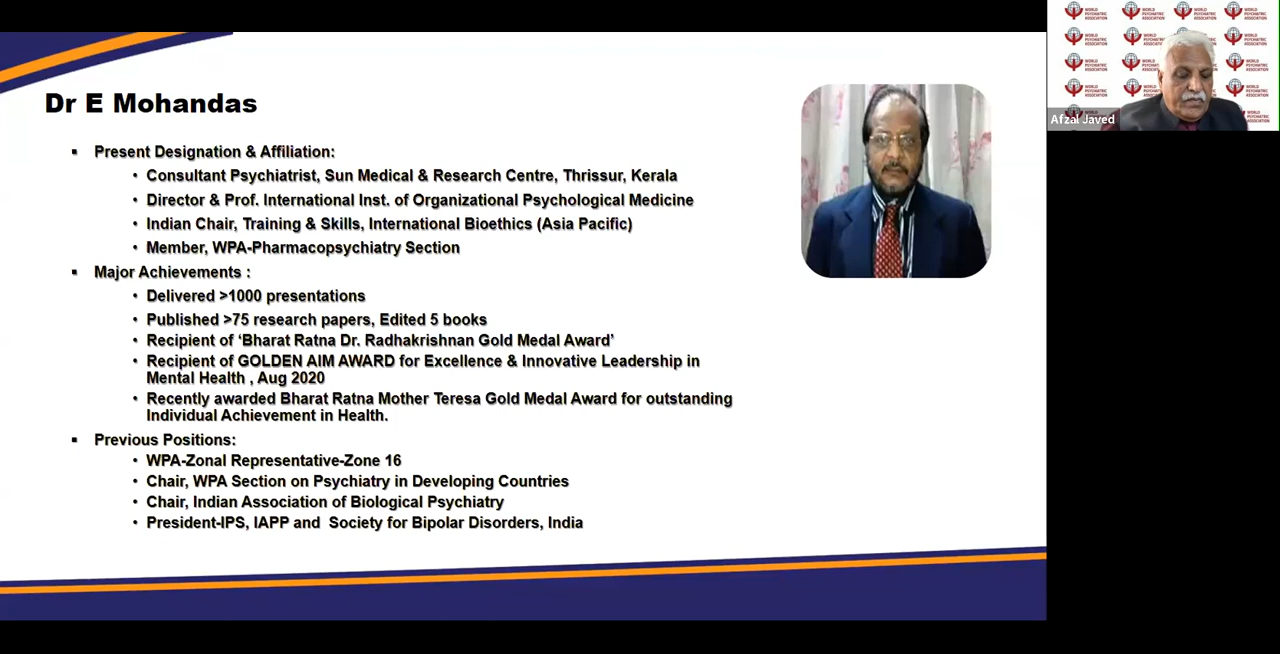 Dr E Mohandas
▪ Present Designation & Affiliation:
• Consultant Psychiatrist, Sun Medical & Research Centre, Thrissur, Kerala
• Director & Prof. International Inst. of Organizational Psychological Medicine
• Indian Chair, Training & Skills, International Bioethics (Asia Pacific)
• Member, WPA-Pharmacopsychiatry Section
▪ Major Achievements :
• Delivered >1000 presentations
• Published >75 research papers, Edited 5 books
• Recipient of ‘Bharat Ratna Dr. Radhakrishnan Gold Medal Award’
• Recipient of GOLDEN AIM AWARD for Excellence & Innovative Leadership in
Mental Health , Aug 2020
• Recently awarded Bharat Ratna Mother Teresa Gold Medal Award for outstanding
Individual Achievement in Health.
▪ Previous Positions:
• WPA-Zonal Representative-Zone 16
• Chair, WPA Section on Psychiatry in Developing Countries
• Chair, Indian Association of Biological Psychiatry
• President-IPS, IAPP and Society for Bipolar Disorders, India
WORLD
PSYCHIATRIC
ASSOCIATION
Afzal Javed